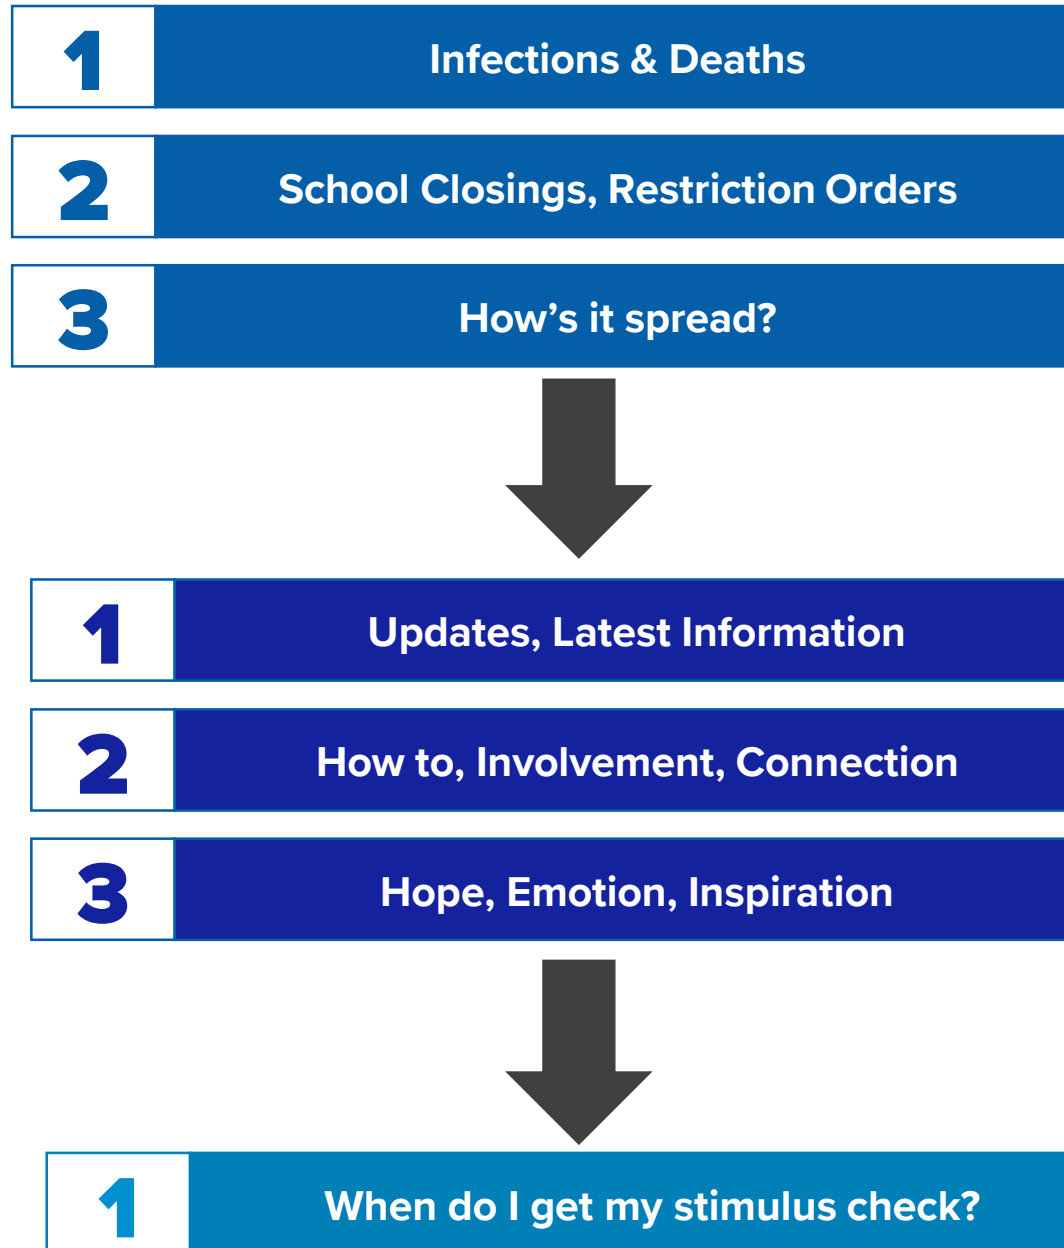 1
Infections & Deaths
2
School Closings, Restriction Orders
3
How’s it spread?
1
Updates, Latest Information
2
How to, Involvement, Connection
3
Hope, Emotion, Inspiration
1
When do I get my stimulus check?